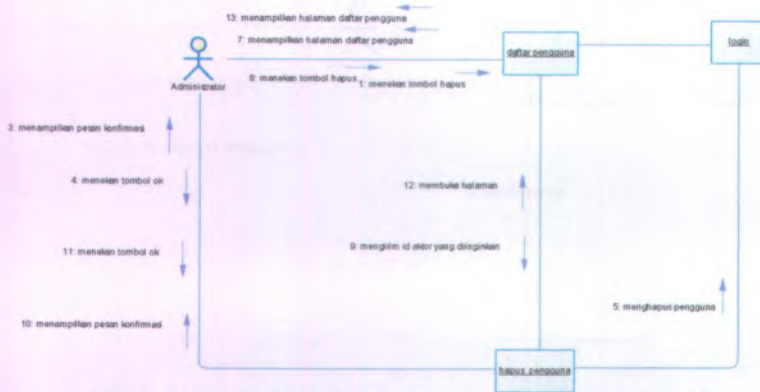 13: menampilkan halaman daftar pengguna
7: menampilkan halaman daftar pengguna
daftar pengguna
login
8: menekan tombol hapus
1: menekan tombol hapus
Administrator
3: menampilkan pesan konfirmasi
4: menekan tombol ok
12: membuka halaman
11: menekan tombol ok
9: mengirim id aktor yang diinginkan
5: menghapus pengguna
10: menampilkan pesan konfirmasi
hapus pengguna